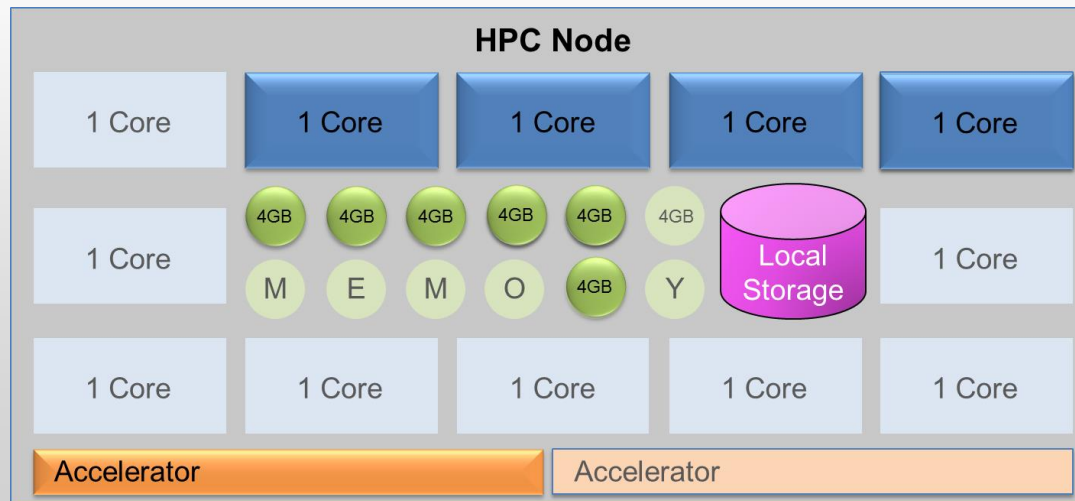 HPC Node
1 Core 1 Core 1 Core 1 Core 1 Core
4GB 4GB 4GB 4GB 4GB 4GB
1 Core Local 1 Core
Storage
M E M O 4GB Y
1 Core 1 Core 1 Core 1 Core 1 Core
Accelerator Accelerator